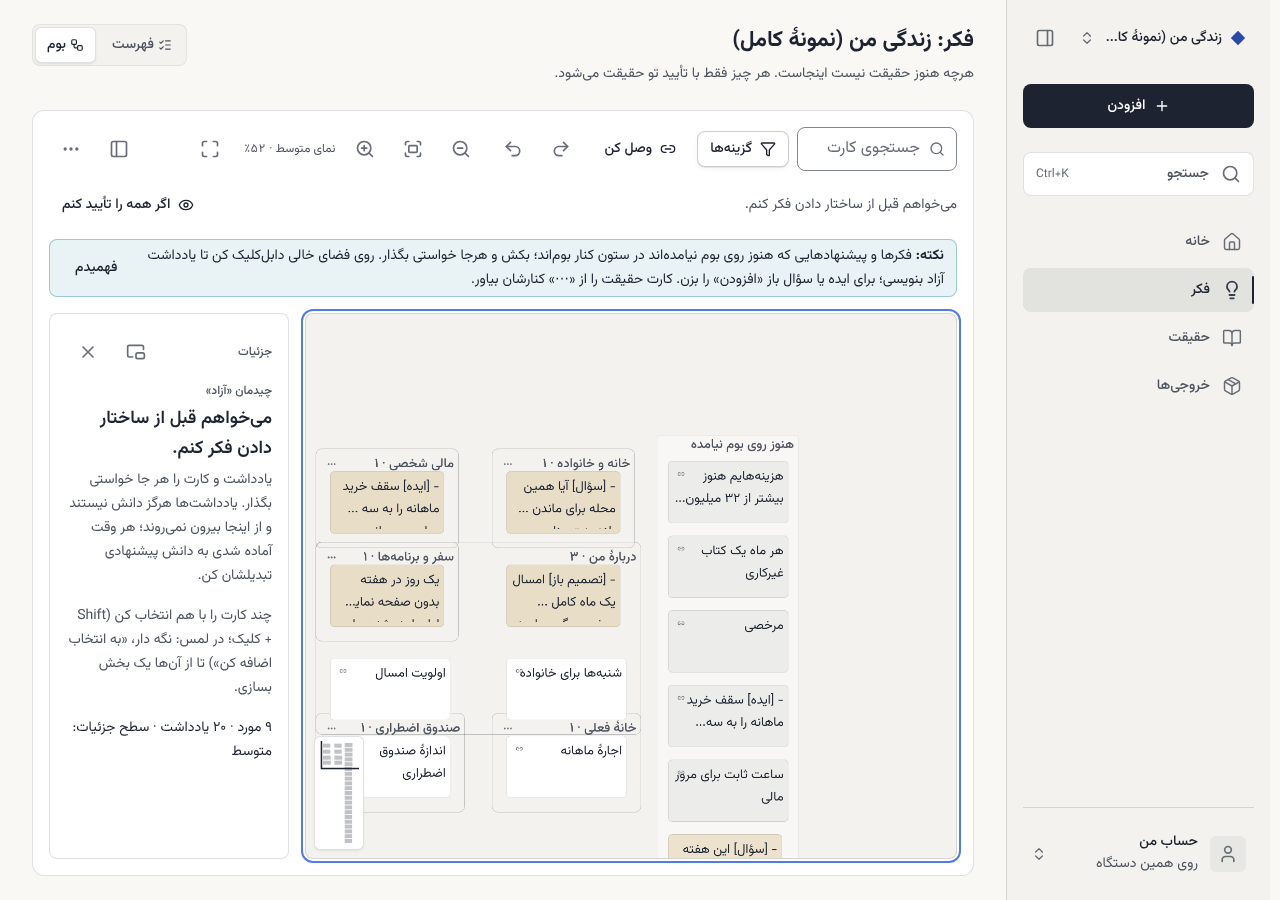 زندگی من (نمونهٔ کا...
افزودن
جستجو
Ctrl+K
خانه
فکر
حقیقت
خروجی‌ها
حساب من
روی همین دستگاه
فکر: زندگی من (نمونهٔ کامل)
هرچه هنوز حقیقت نیست اینجاست. هر چیز فقط با تأیید تو حقیقت می‌شود.
فهرست
بوم
جستجوی کارت
گزینه‌ها
وصل کن
نمای متوسط · ۵۲٪
می‌خواهم قبل از ساختار دادن فکر کنم.
اگر همه را تأیید کنم
نکته: فکرها و پیشنهادهایی که هنوز روی بوم نیامده‌اند در ستون کنار بوم‌اند؛ بکش و هرجا خواستی بگذار. روی فضای خالی دابل‌کلیک کن تا یادداشت
آزاد بنویسی؛ برای ایده یا سؤال باز «افزودن» را بزن. کارت حقیقت را از «···» کنارشان بیاور.
فهمیدم
هنوز روی بوم نیامده
هزینه‌هایم هنوز
بیشتر از ۳۲ میلیون...
هر ماه یک کتاب
غیرکاری
مرخصی
- [ایده] سقف خرید
ماهانه را به سه...
ساعت ثابت برای مرور
مالی
- [سؤال] این هفته
خانه و خانواده · ۱
- [سؤال] آیا همین
محله برای ماندن ...
دربارهٔ من · ۳
- [تصمیم باز] امسال
یک ماه کامل ...
شنبه‌ها برای خانواده
خانهٔ فعلی · ۱
اجارهٔ ماهانه
مالی شخصی · ۱
- [ایده] سقف خرید
ماهانه را به سه ...
سفر و برنامه‌ها · ۱
یک روز در هفته
بدون صفحه نمای...
اولویت امسال
صندوق اضطراری · ۱
اندازهٔ صندوق
اضطراری
جزئیات
چیدمان «آزاد»
می‌خواهم قبل از ساختار
دادن فکر کنم.
یادداشت و کارت را هر جا خواستی
بگذار. یادداشت‌ها هرگز دانش نیستند
و از اینجا بیرون نمی‌روند؛ هر وقت
آماده شدی به دانش پیشنهادی
تبدیلشان کن.
چند کارت را با هم انتخاب کن (Shift
+ کلیک؛ در لمس: نگه دار، «به انتخاب
اضافه کن») تا از آن‌ها یک بخش
بسازی.
۹ مورد · ۲۰ یادداشت · سطح جزئیات:
متوسط